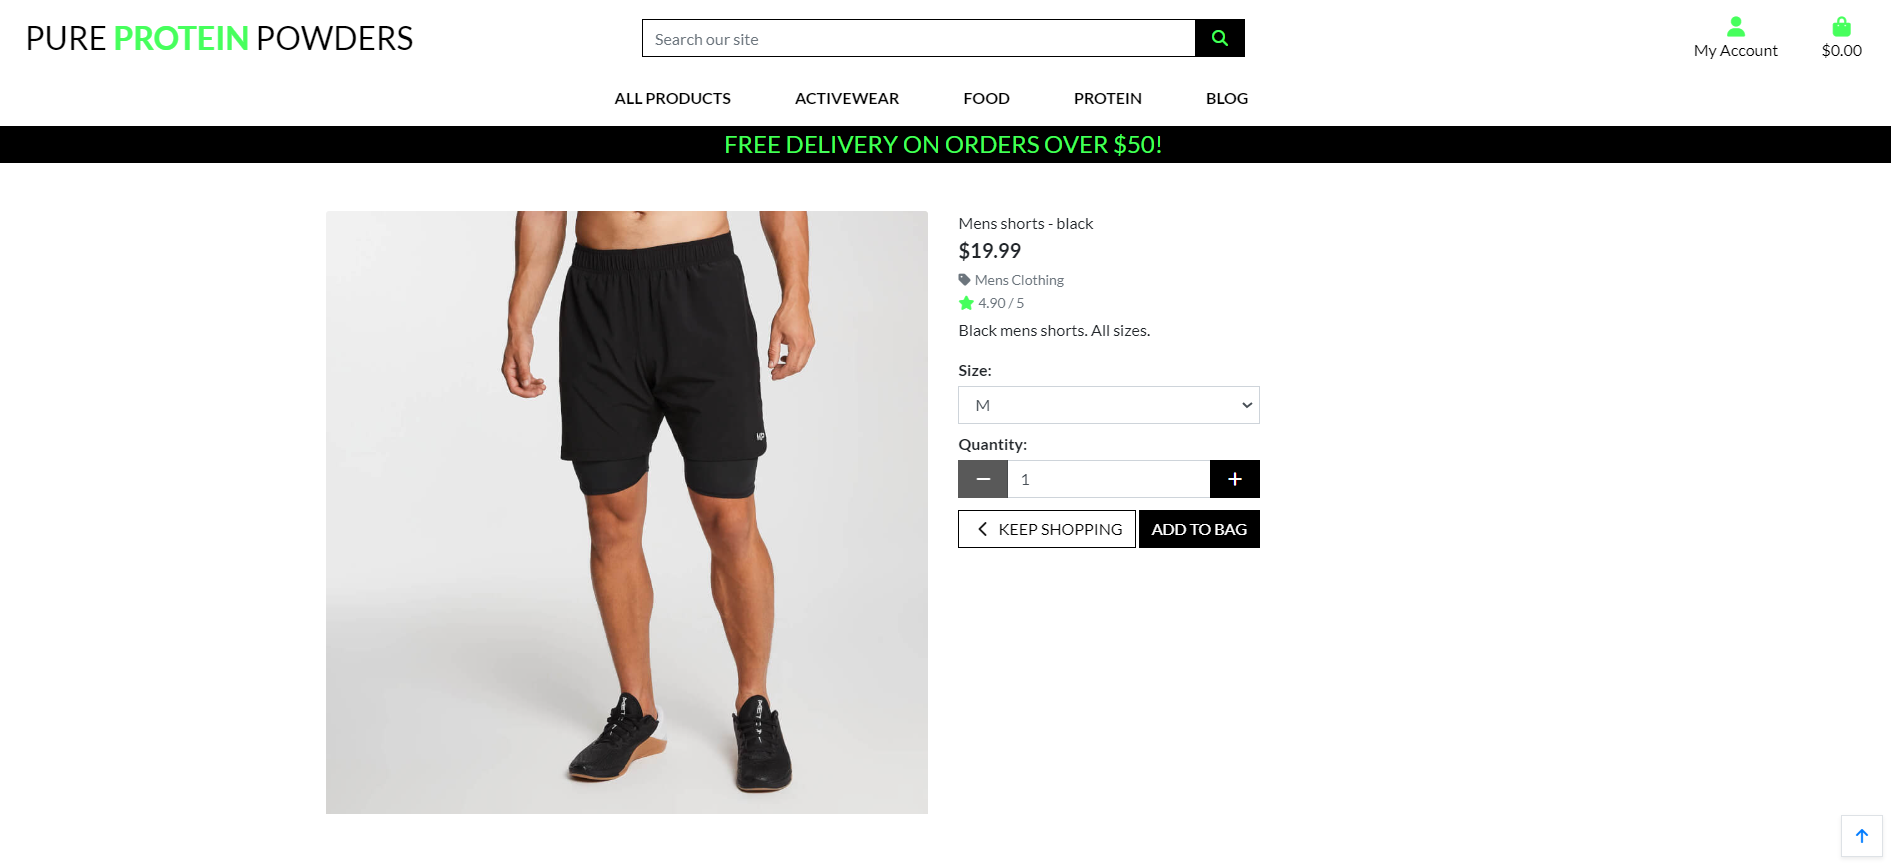 PURE PROTEIN POWDERS
Search our site
My Account
$0.00
ALL PRODUCTS
ACTIVEWEAR
FOOD
PROTEIN
BLOG
FREE DELIVERY ON ORDERS OVER $50!
Mens shorts - black
$19.99
Mens Clothing
4.90 / 5
Black mens shorts. All sizes.
Size:
M
Quantity:
1
KEEP SHOPPING
ADD TO BAG